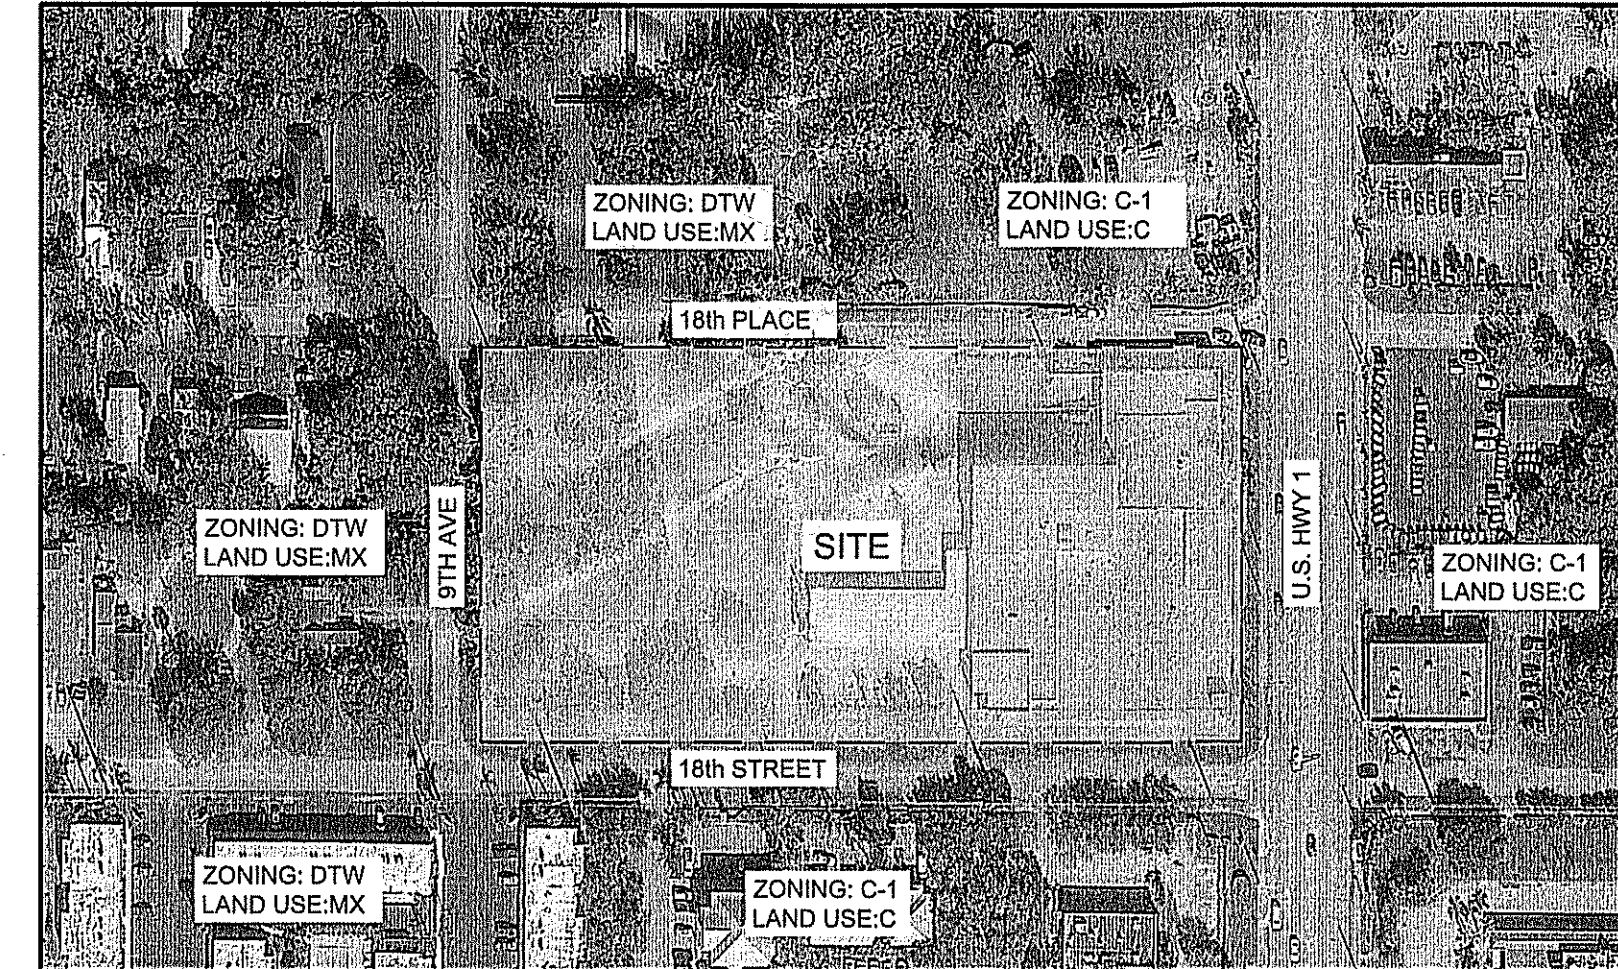 ZONING: DTW
LAND USE:MX
ZONING: C-1
LAND USE:C
18th PLACE
ZONING: DTW
LAND USE:MX
9TH AVE
SITE
U.S. HWY 1
ZONING: C-1
LAND USE:C
18th STREET
ZONING: DTW
LAND USE:MX
ZONING: C-1
LAND USE:C